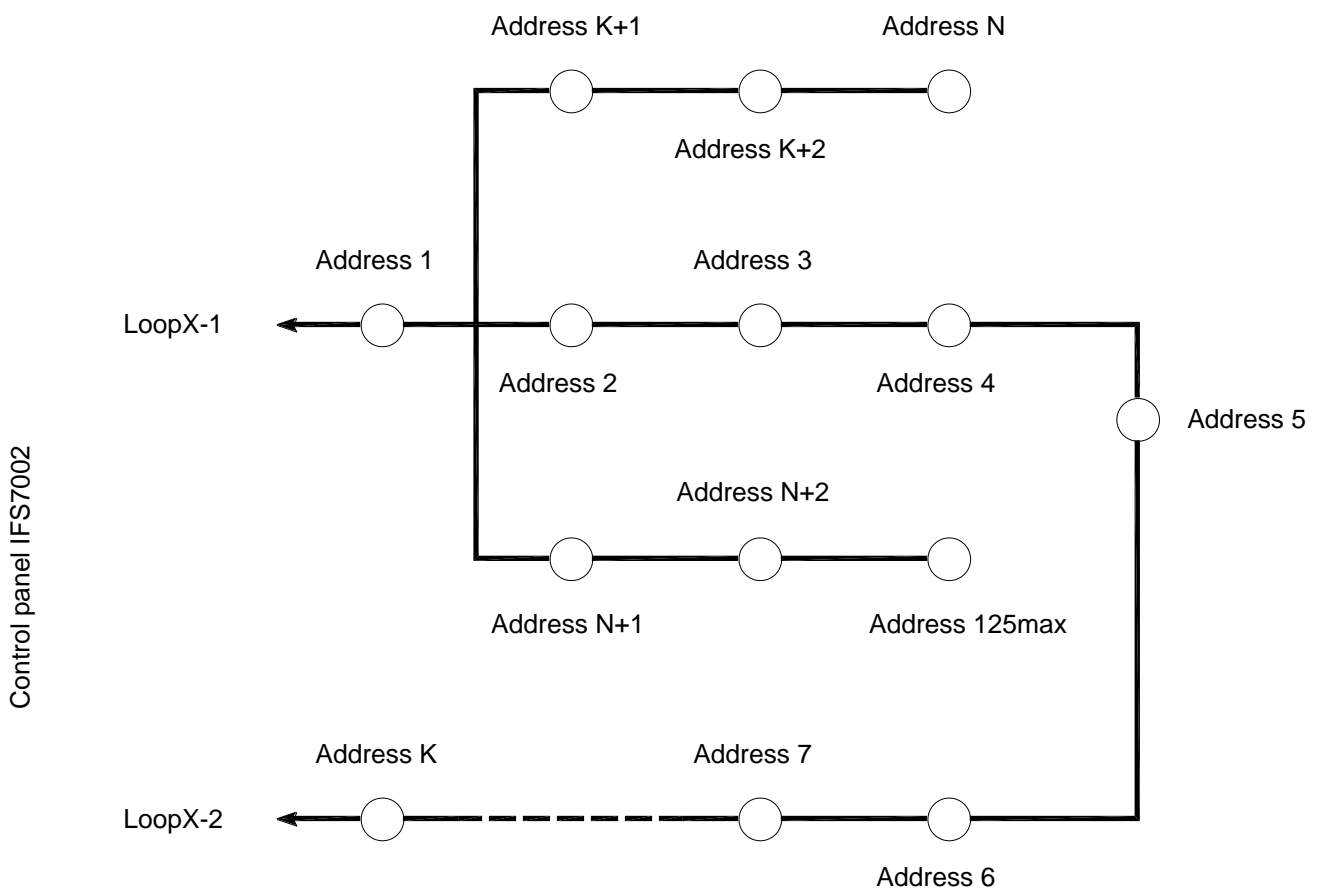 Address K+1
Address N
Address K+2
Address 1
Address 3
LoopX-1
Address 2
Address 4
Address 5
Control panel IFS7002
Address N+2
Address N+1
Address 125max
Address K
Address 7
LoopX-2
Address 6